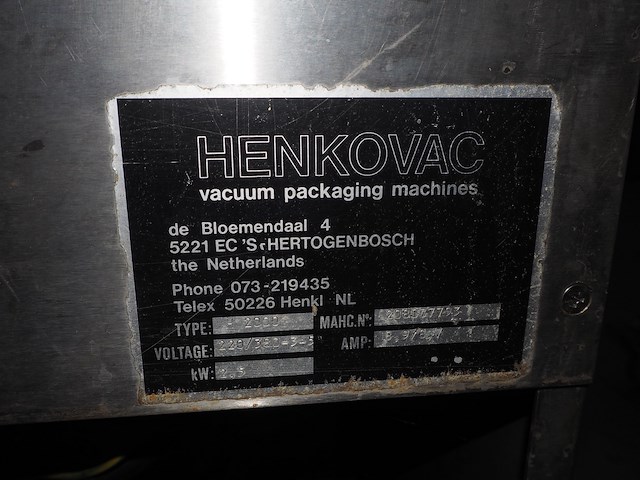 HENKOVAC
vacuum packaging machines
de Bloemendaal 4
5221 EC 'S-HERTOGENBOSCH
the Netherlands
Phone 073-219435
Telex 50226 Henkl NL
TYPE:
MAHC.Nº:
VOLTAGE:
AMP:
kW: